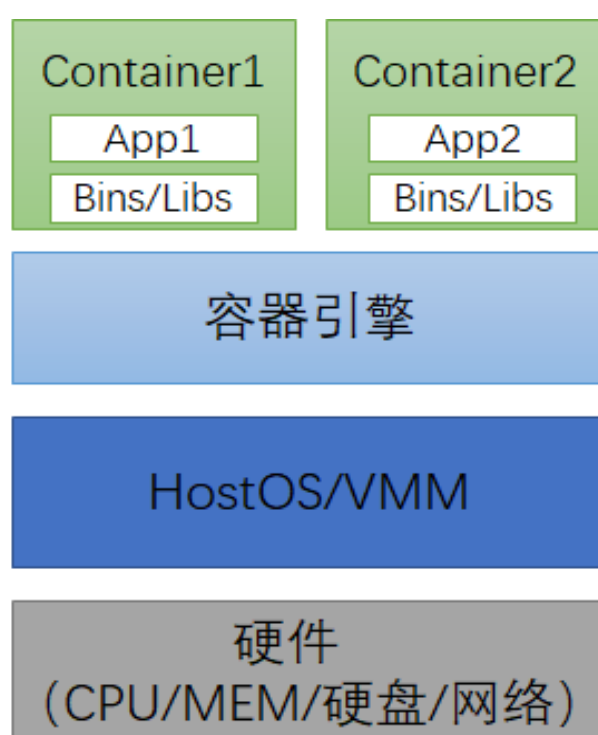 Container1
App1
Bins/Libs
Container2
App2
Bins/Libs
容器引擎
HostOS/VMM
硬件
（CPU/MEM/硬盘/网络）